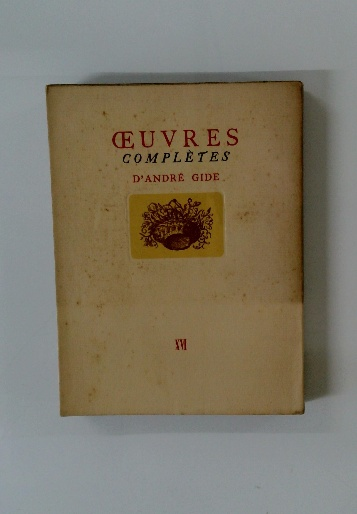 ŒUVRES
COMPLÈTES
D'ANDRÉ GIDE
XVI